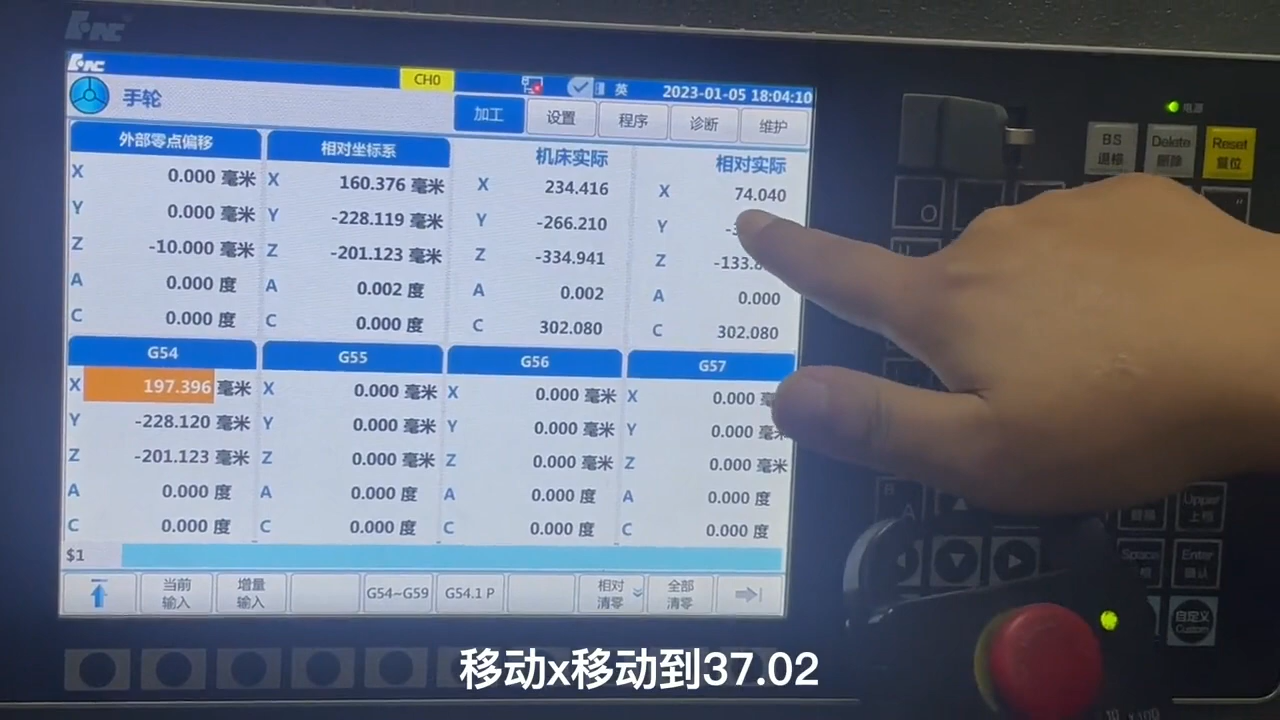 HNC
HNC
CH0
英
2023-01-05 18:04:10
手轮
加工
设置
程序
诊断
维护
外部零点偏移
X 0.000 毫米
Y 0.000 毫米
Z -10.000 毫米
A 0.000 度
C 0.000 度
相对坐标系
X 160.376 毫米
Y -228.119 毫米
Z -201.123 毫米
A 0.002 度
C 0.000 度
机床实际
X 234.416
Y -266.210
Z -334.941
A 0.002
C 302.080
相对实际
X 74.040
Y
Z -133.8
A 0.000
C 302.080
G54
X 197.396 毫米
Y -228.120 毫米
Z -201.123 毫米
A 0.000 度
C 0.000 度
G55
X 0.000 毫米
Y 0.000 毫米
Z 0.000 毫米
A 0.000 度
C 0.000 度
G56
X 0.000 毫米
Y 0.000 毫米
Z 0.000 毫米
A 0.000 度
C 0.000 度
G57
X 0.000 毫
Y 0.000 毫米
Z 0.000 毫米
A 0.000 度
C 0.000 度
$1
当前
输入
增量
输入
G54~G59
G54.1 P
相对
清零
全部
清零
电源
BS
退格
Delete
删除
Reset
复位
O
A
Upper
上档
Space
Enter
确认
自定义
Custom
移动x移动到37.02